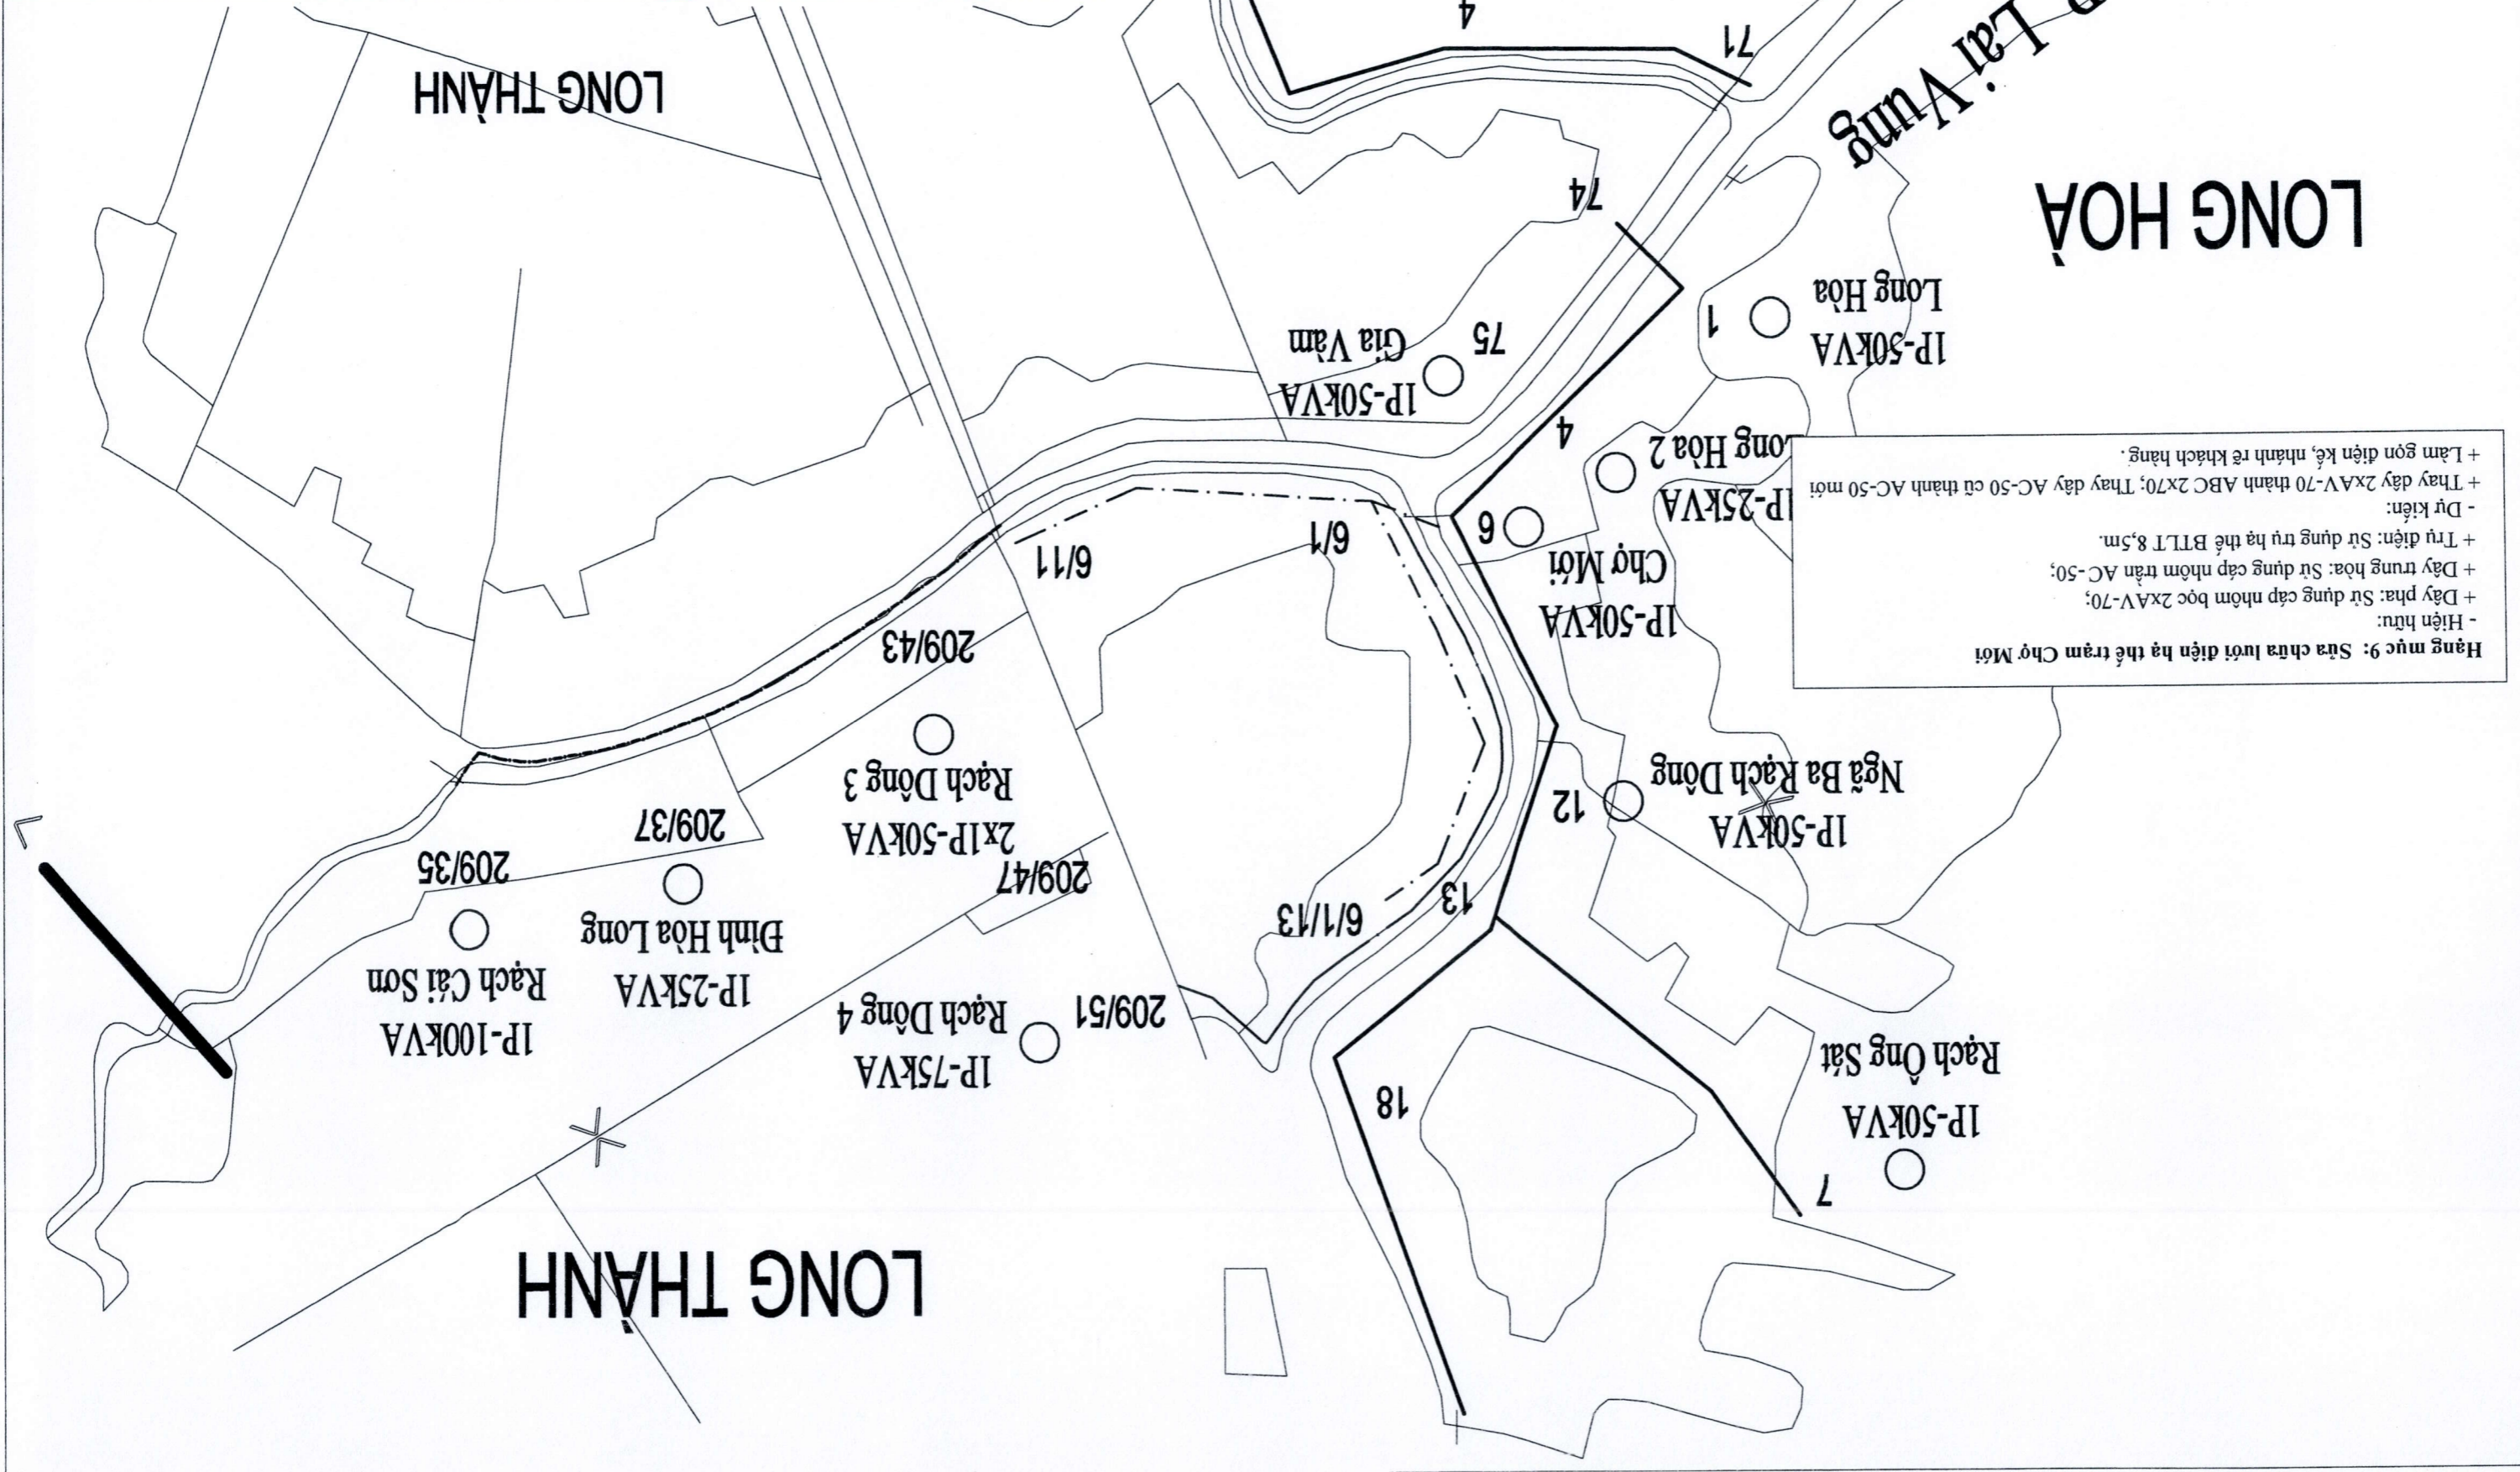 LONG THÀNH
18
7
1P-50kVA
Rạch Ông Sát
1P-75kVA
Rạch Dông 4
209/51
1P-100kVA
Rạch Cái Sơn
209/35
1P-25kVA
Đình Hòa Long
209/37
6/1/13
13
209/47
2x1P-50kVA
Rạch Dông 3
209/43
1P-50kVA
Ngã Ba Rạch Dông
12
Hạng mục 9: Sửa chữa lưới điện hạ thế trạm Chợ Mới
- Hiện hữu:
+ Dây pha: Sử dụng cáp nhôm bọc 2xAV-70;
+ Dây trung hòa: Sử dụng cáp nhôm trần AC-50;
+ Trụ điện: Sử dụng trụ hạ thế BTLT 8,5m.
- Dự kiến:
+ Thay dây 2xAV-70 thành ABC 2x70; Thay dây AC-50 cũ thành AC-50 mới
+ Làm gọn điện kế, nhánh rẽ khách hàng.
1P-50kVA
Chợ Mới
6
6/11
6/1
1P-25kVA
Long Hòa 2
4
1P-50kVA
Gia Vàm
75
1P-50kVA
Long Hòa
1
LONG HOÀ
74
Lai Vung
LONG THÀNH
71
4